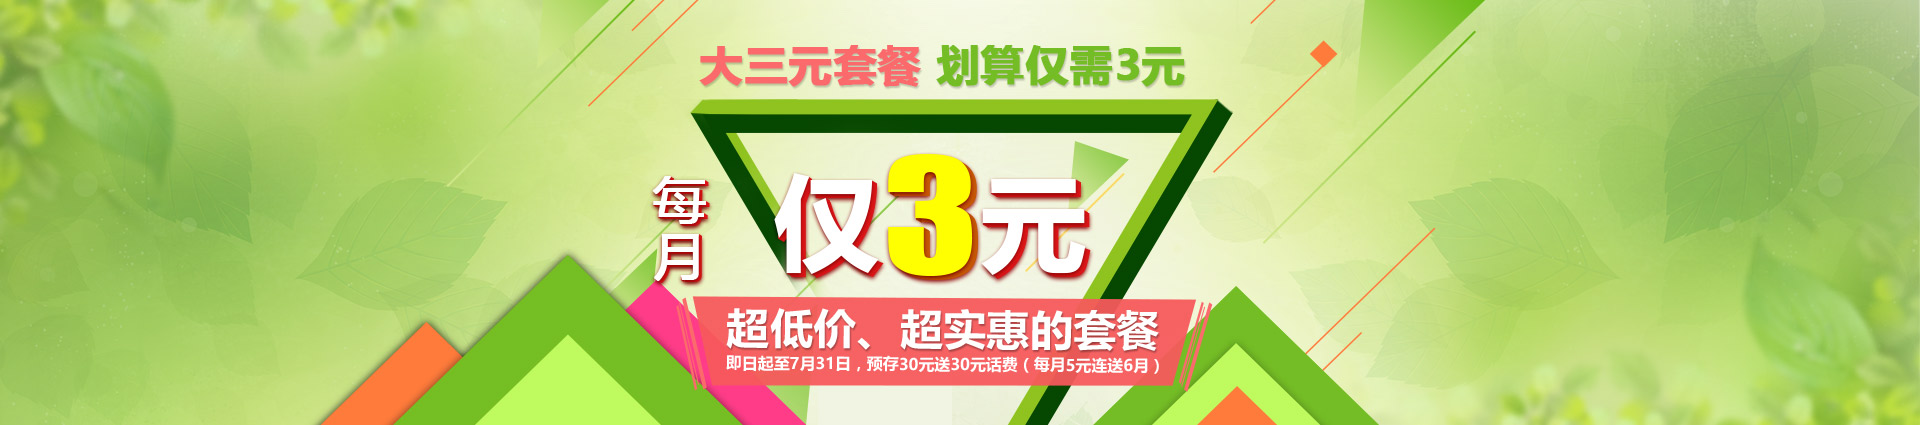 大三元套餐 划算仅需3元
每月
仅3元
超低价、超实惠的套餐
即日起至7月31日，预存30元送30元话费（每月5元连送6月）